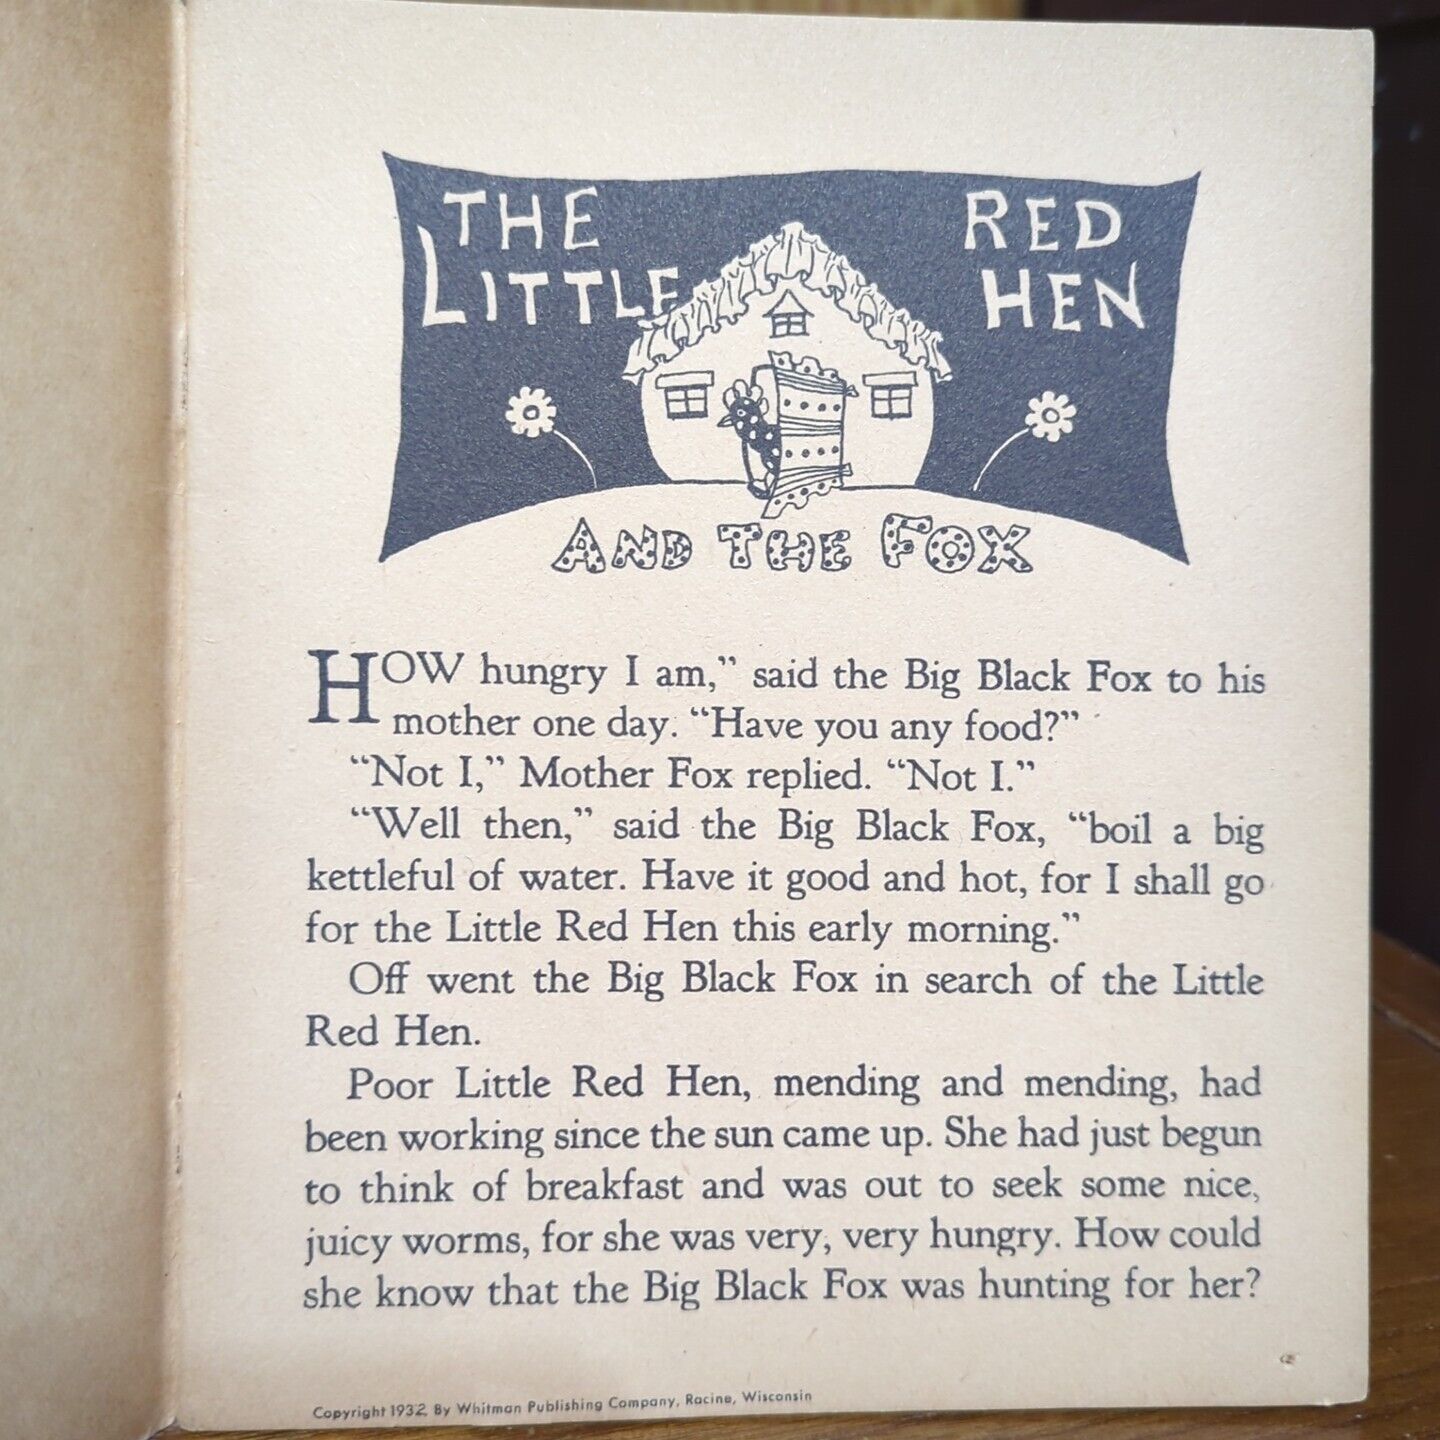 THE RED
LITTLE HEN
AND THE FOX
HOW hungry I am,” said the Big Black Fox to his
mother one day. “Have you any food?”
“Not I,” Mother Fox replied. “Not I.”
“Well then,” said the Big Black Fox, “boil a big
kettleful of water. Have it good and hot, for I shall go
for the Little Red Hen this early morning.”
Off went the Big Black Fox in search of the Little
Red Hen.
Poor Little Red Hen, mending and mending, had
been working since the sun came up. She had just begun
to think of breakfast and was out to seek some nice,
juicy worms, for she was very, very hungry. How could
she know that the Big Black Fox was hunting for her?
Copyright 1932, By Whitman Publishing Company, Racine, Wisconsin